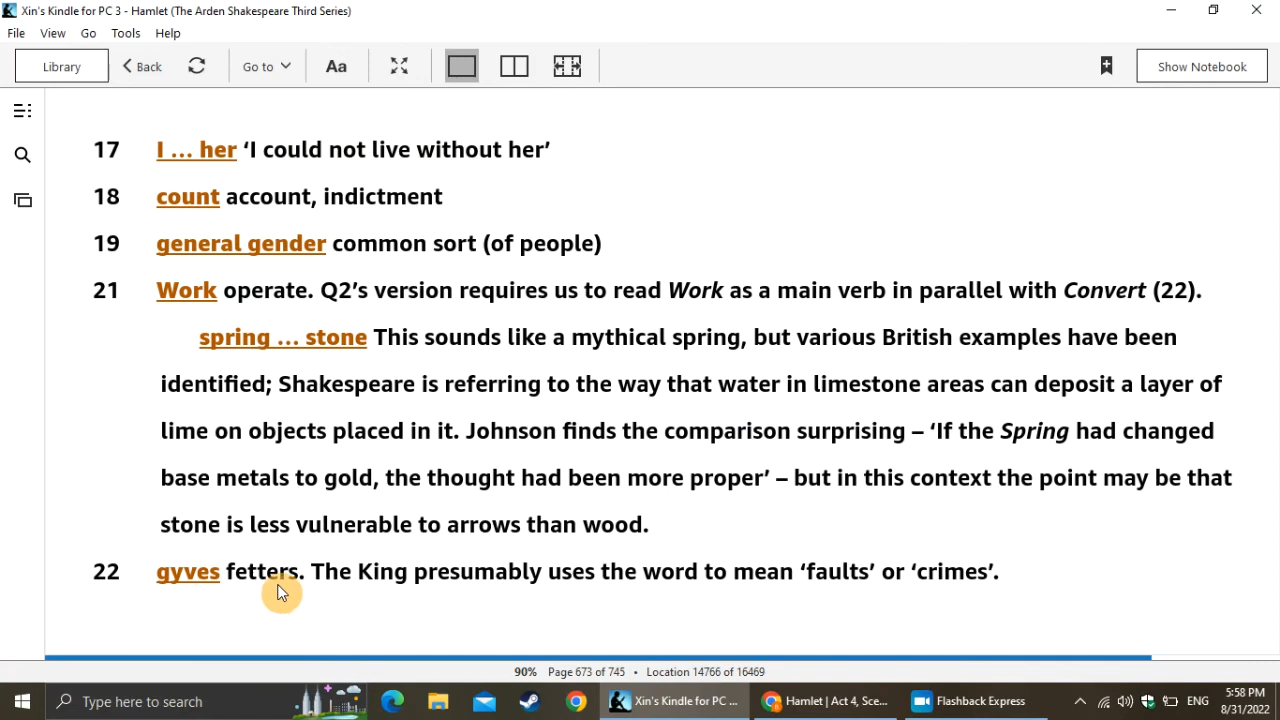 Xin's Kindle for PC 3 - Hamlet (The Arden Shakespeare Third Series)
File View Go Tools Help
Library Back Go to Aa Show Notebook
17 I … her ‘I could not live without her’
18 count account, indictment
19 general gender common sort (of people)
21 Work operate. Q2’s version requires us to read Work as a main verb in parallel with Convert (22).
spring … stone This sounds like a mythical spring, but various British examples have been
identified; Shakespeare is referring to the way that water in limestone areas can deposit a layer of
lime on objects placed in it. Johnson finds the comparison surprising – ‘If the Spring had changed
base metals to gold, the thought had been more proper’ – but in this context the point may be that
stone is less vulnerable to arrows than wood.
22 gyves fetters. The King presumably uses the word to mean ‘faults’ or ‘crimes’.
90% Page 673 of 745 • Location 14766 of 16469
Type here to search Xin's Kindle for PC ... Hamlet | Act 4, Sce... Flashback Express ENG 5:58 PM
8/31/2022